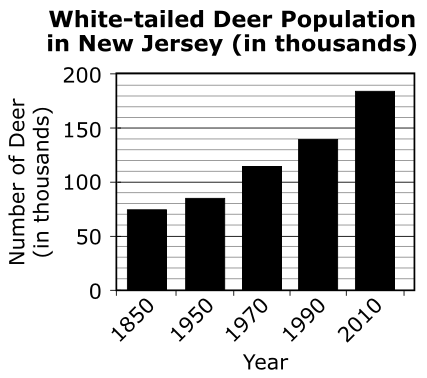 White-tailed Deer Population
in New Jersey (in thousands)
Number of Deer
(in thousands)
200
150
100
50
0
1850
1950
1970
1990
2010
Year